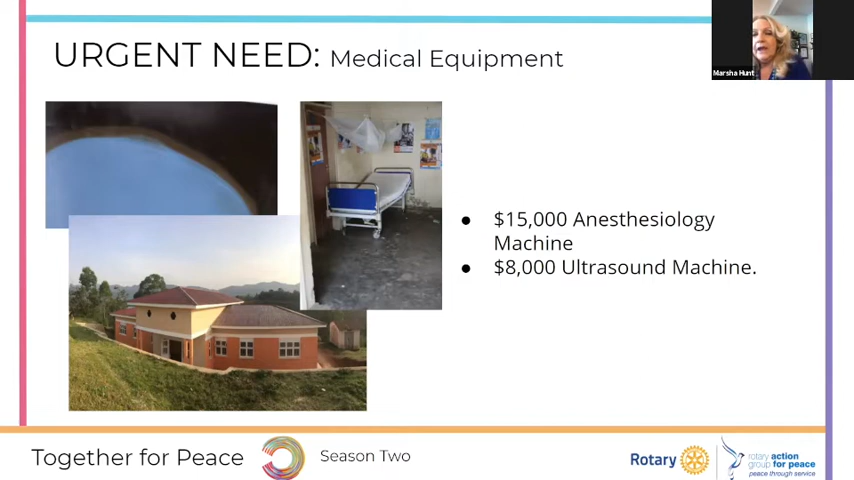 URGENT NEED: Medical Equipment
Marsha Hunt
● $15,000 Anesthesiology
Machine
● $8,000 Ultrasound Machine.
Together for Peace
Season Two
Rotary
rotary action
group for peace
peace through service